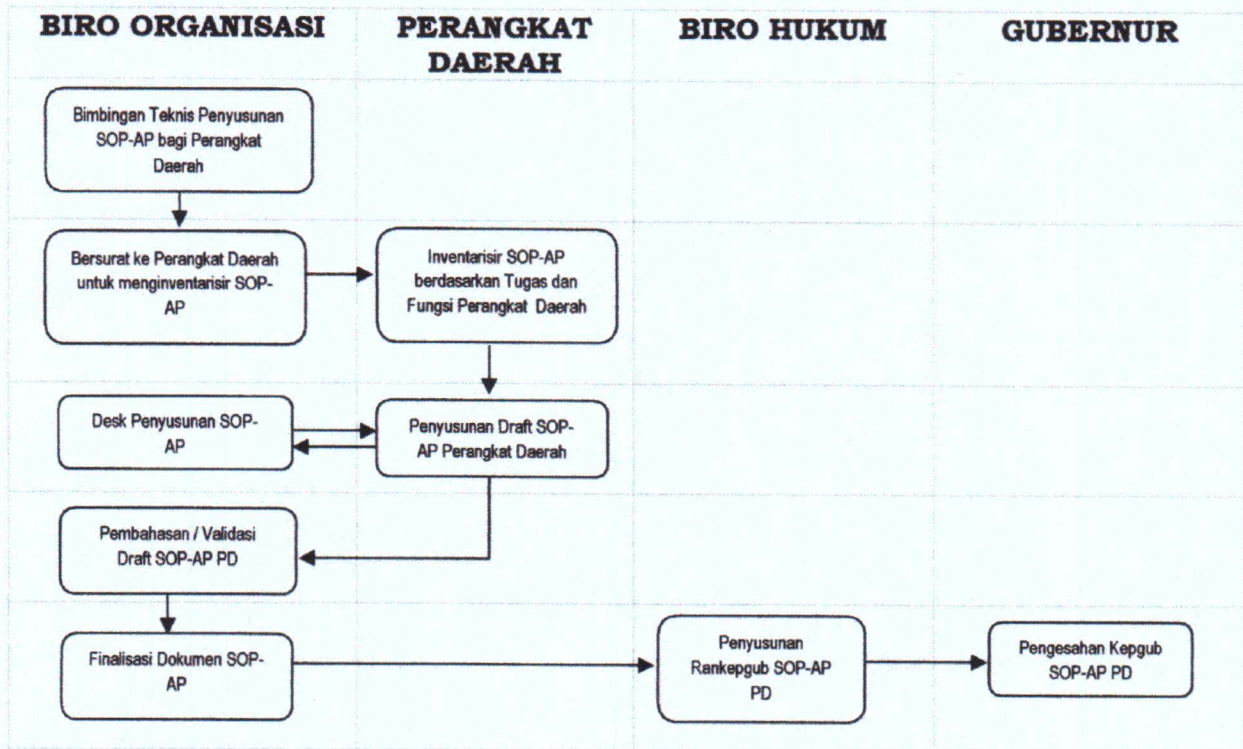 BIRO ORGANISASI
PERANGKAT
DAERAH
BIRO HUKUM
GUBERNUR
Bimbingan Teknis Penyusunan
SOP-AP bagi Perangkat
Daerah
Bersurat ke Perangkat Daerah
untuk menginventarisir SOP-
AP
Inventarisir SOP-AP
berdasarkan Tugas dan
Fungsi Perangkat Daerah
Desk Penyusunan SOP-
AP
Penyusunan Draft SOP-
AP Perangkat Daerah
Pembahasan / Validasi
Draft SOP-AP PD
Finalisasi Dokumen SOP-
AP
Penyusunan
Rankepgub SOP-AP
PD
Pengesahan Kepgub
SOP-AP PD